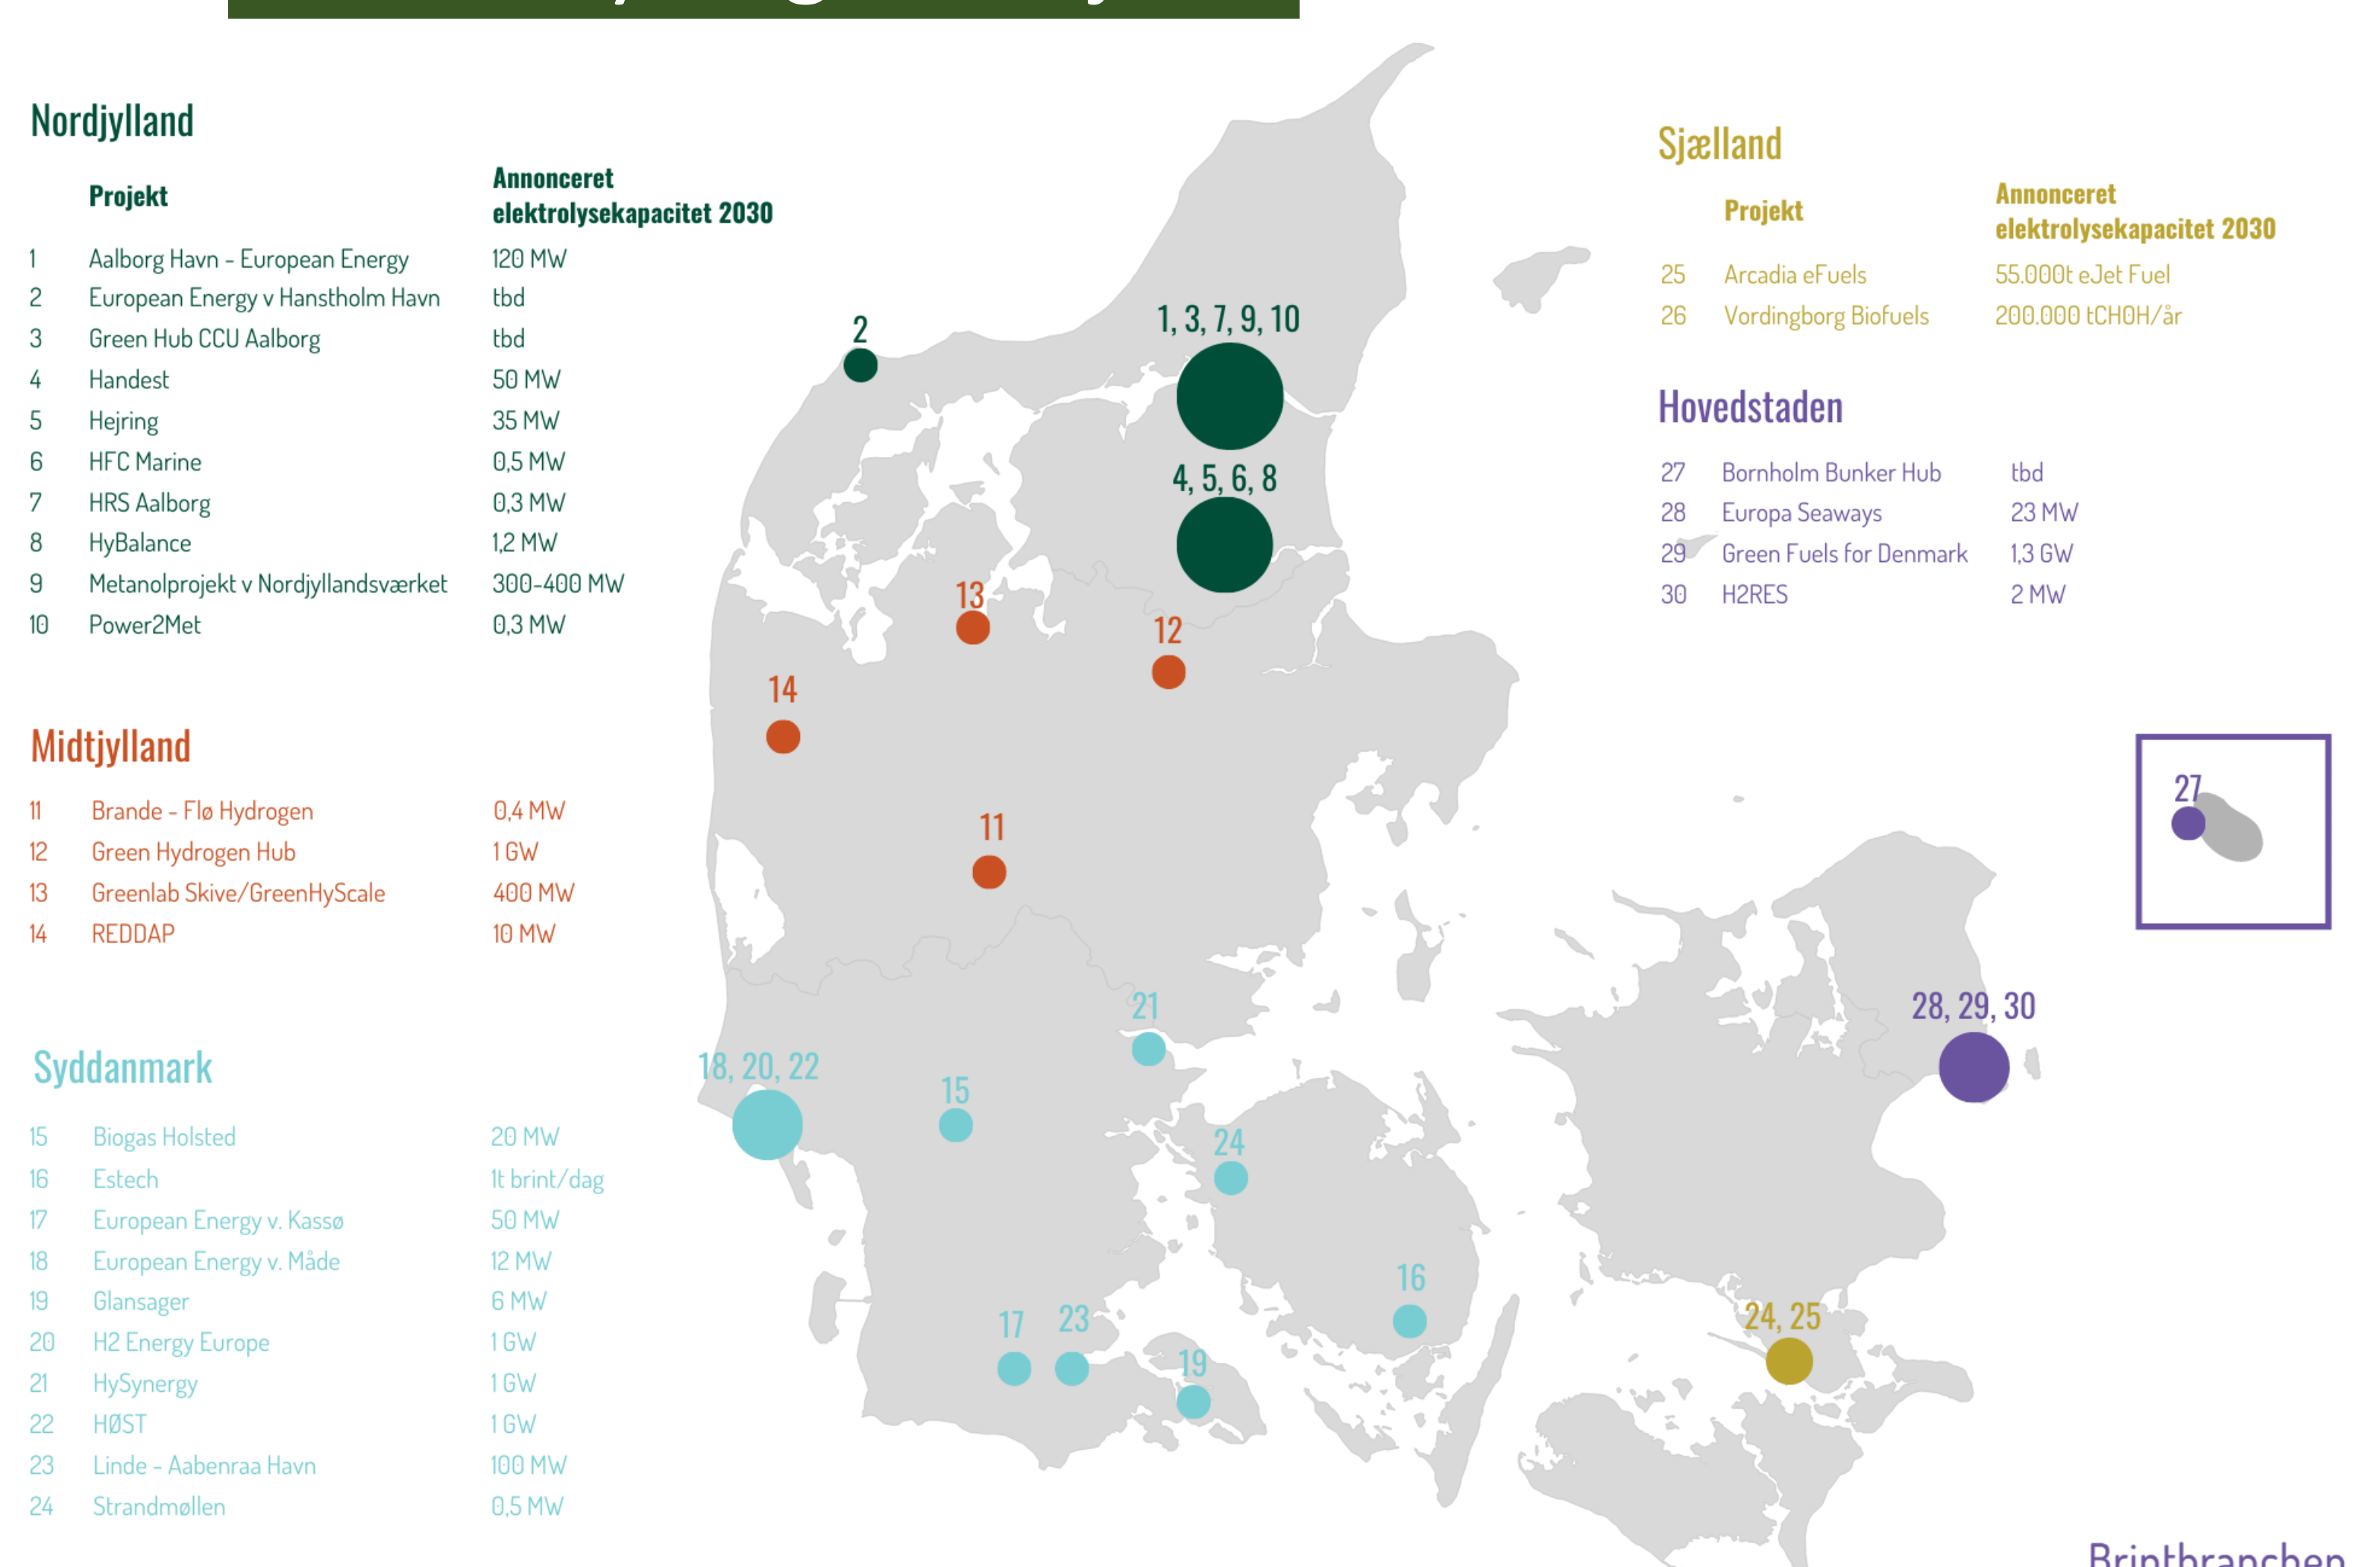 Nordjylland
Projekt Annonceret elektrolysekapacitet 2030
1 Aalborg Havn - European Energy 120 MW
2 European Energy v Hanstholm Havn tbd
3 Green Hub CCU Aalborg tbd
4 Handest 50 MW
5 Hejring 35 MW
6 HFC Marine 0,5 MW
7 HRS Aalborg 0,3 MW
8 HyBalance 1,2 MW
9 Metanolprojekt v Nordjyllandsværket 300-400 MW
10 Power2Met 0,3 MW
Midtjylland
11 Brande - Flø Hydrogen 0,4 MW
12 Green Hydrogen Hub 1 GW
13 Greenlab Skive/GreenHyScale 400 MW
14 REDDAP 10 MW
Syddanmark
15 Biogas Holsted 20 MW
16 Estech 1t brint/dag
17 European Energy v. Kassø 50 MW
18 European Energy v. Måde 12 MW
19 Glansager 6 MW
20 H2 Energy Europe 1 GW
21 HySynergy 1 GW
22 HØST 1 GW
23 Linde - Aabenraa Havn 100 MW
24 Strandmøllen 0,5 MW
2
1, 3, 7, 9, 10
4, 5, 6, 8
13
12
14
11
21
18, 20, 22
15
24
16
17
23
19
Sjælland
Projekt Annonceret elektrolysekapacitet 2030
25 Arcadia eFuels 55.000t eJet Fuel
26 Vordingborg Biofuels 200.000 tCH0H/år
Hovedstaden
27 Bornholm Bunker Hub tbd
28 Europa Seaways 23 MW
29 Green Fuels for Denmark 1,3 GW
30 H2RES 2 MW
27
28, 29, 30
24, 25
Brintbranchen